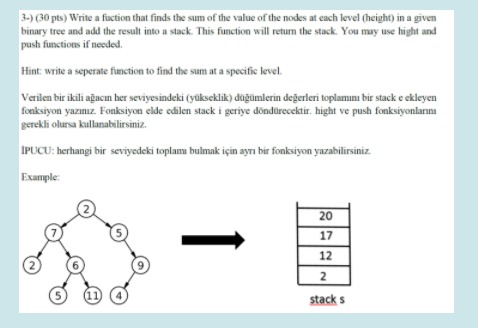 3-) (30 pts) Write a fuction that finds the sum of the value of the nodes at each level (height) in a given
binary tree and add the result into a stack. This function will return the stack. You may use hight and
push functions if needed.
Hint: write a seperate function to find the sum at a specific level.
Verilen bir ikili ağacın her seviyesindeki (yükseklik) düğümlerin değerleri toplamını bir stack e ekleyen
fonksiyon yazınız. Fonksiyon elde edilen stack i geriye döndürecektir. hight ve push fonksiyonlarını
gerekli olursa kullanabilirsiniz.
İPUCU: herhangi bir seviyedeki toplamı bulmak için ayrı bir fonksiyon yazabilirsiniz.
Example:
2
7 5
2 6 9
5 11 4
20
17
12
2
stack s